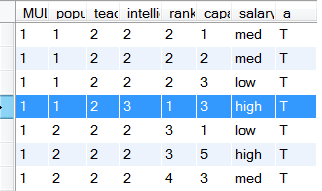 MUI popu teac intelli rank capa salary a
1 1 2 2 2 1 med T
1 1 2 2 2 2 med T
1 1 2 2 2 3 low T
1 1 2 3 1 3 high T
1 2 2 2 3 1 low T
1 2 2 2 3 5 high T
1 2 2 2 4 3 med T